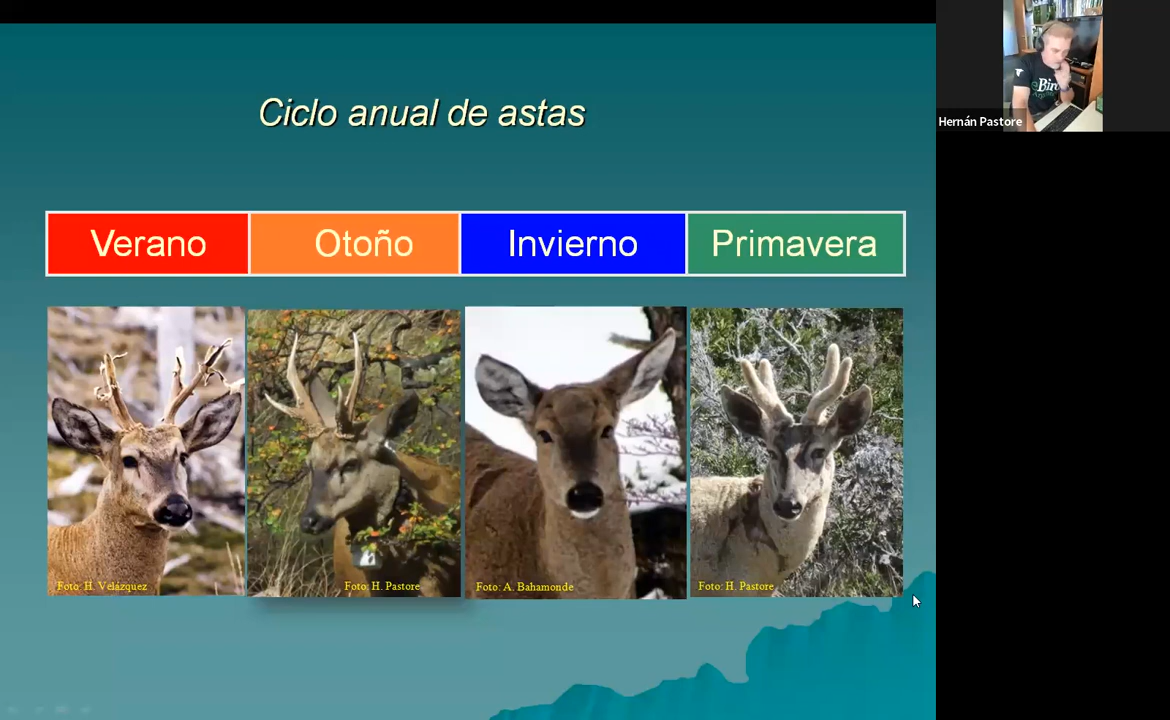 Ciclo anual de astas
Verano
Otoño
Invierno
Primavera
Foto: H. Velázquez
Foto: H. Pastore
Foto: A. Bahamonde
Foto: H. Pastore
Hernán Pastore